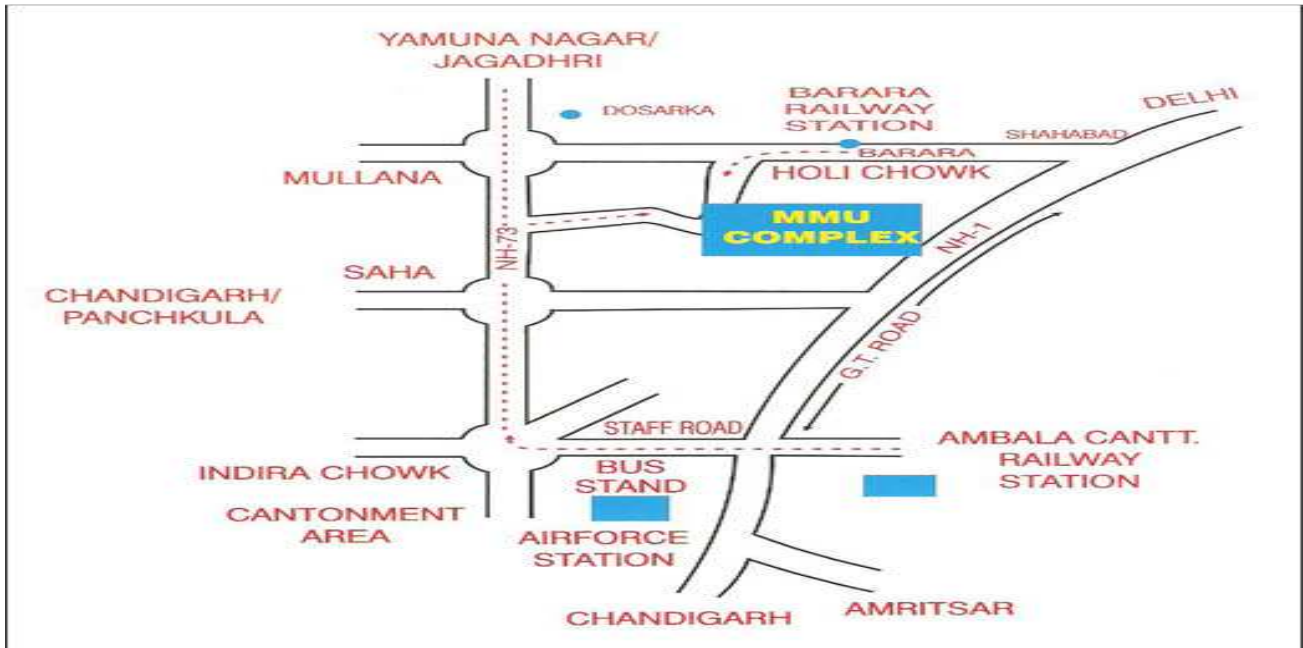 YAMUNA NAGAR/
JAGADHRI
DOSARKA
BARARA
RAILWAY
STATION
DELHI
SHAHABAD
BARARA
HOLI CHOWK
MULLANA
MMU
COMPLEX
NH-73
NH-1
SAHA
CHANDIGARH/
PANCHKULA
G.T. ROAD
STAFF ROAD
AMBALA CANTT.
RAILWAY
STATION
INDIRA CHOWK
BUS
STAND
CANTONMENT
AREA
AIRFORCE
STATION
CHANDIGARH
AMRITSAR